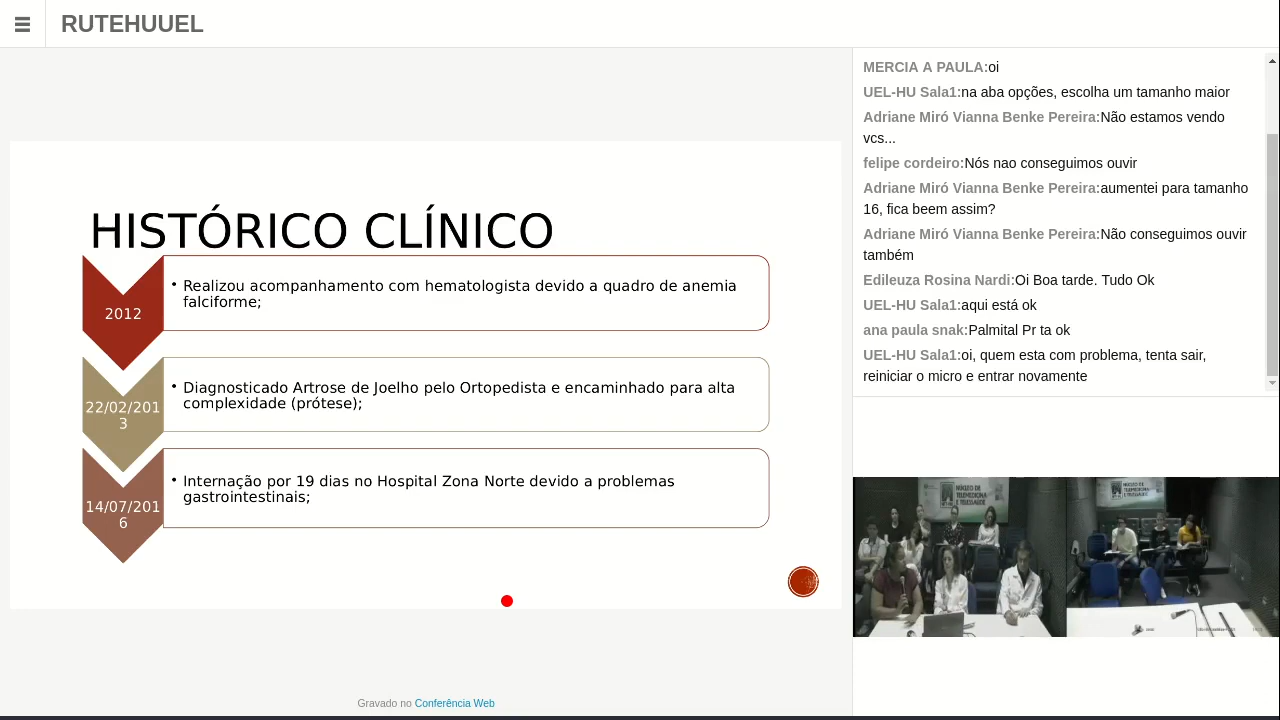 RUTEHUUEL
HISTÓRICO CLÍNICO
2012
• Realizou acompanhamento com hematologista devido a quadro de anemia
falciforme;
22/02/201
3
• Diagnosticado Artrose de Joelho pelo Ortopedista e encaminhado para alta
complexidade (prótese);
14/07/201
6
• Internação por 19 dias no Hospital Zona Norte devido a problemas
gastrointestinais;
Gravado no Conferência Web
MERCIA A PAULA:oi
UEL-HU Sala1:na aba opções, escolha um tamanho maior
Adriane Miró Vianna Benke Pereira:Não estamos vendo
vcs...
felipe cordeiro:Nós nao conseguimos ouvir
Adriane Miró Vianna Benke Pereira:aumentei para tamanho
16, fica beem assim?
Adriane Miró Vianna Benke Pereira:Não conseguimos ouvir
também
Edileuza Rosina Nardi:Oi Boa tarde. Tudo Ok
UEL-HU Sala1:aqui está ok
ana paula snak:Palmital Pr ta ok
UEL-HU Sala1:oi, quem esta com problema, tenta sair,
reiniciar o micro e entrar novamente
NÚCLEO DE
TELEMEDICINA
E TELESSAÚDE